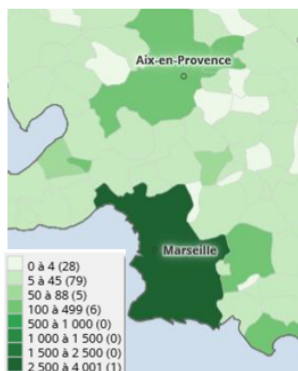 Aix-en-Provence
Marseille
0 à 4 (28)
5 à 45 (79)
50 à 88 (5)
100 à 499 (6)
500 à 1 000 (0)
1 000 à 1 500 (0)
1 500 à 2 500 (0)
2 500 à 4 001 (1)